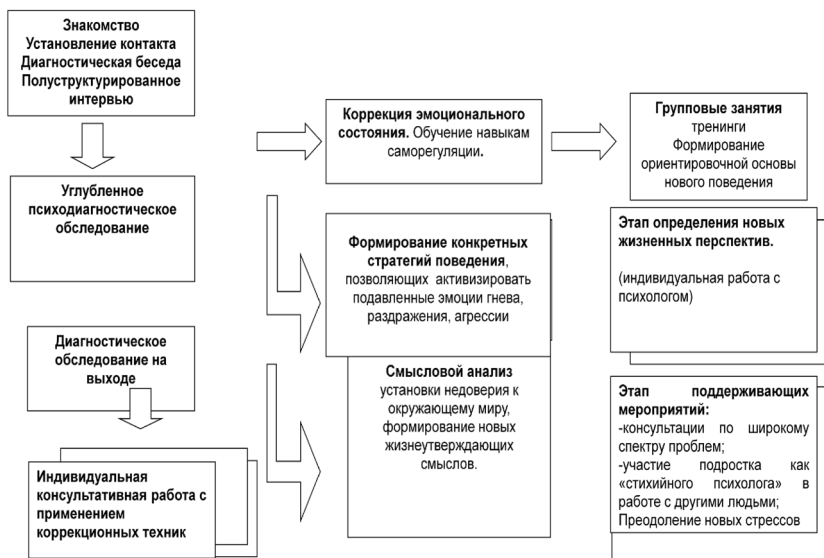 Знакомство
Установление контакта
Диагностическая беседа
Полуструктурированное
интервью
Углубленное
психодиагностическое
обследование
Диагностическое
обследование на
выходе
Индивидуальная
консультативная работа с
применением
коррекционных техник
Коррекция эмоционального
состояния. Обучение навыкам
саморегуляции.
Формирование конкретных
стратегий поведения,
позволяющих активизировать
подавленные эмоции гнева,
раздражения, агрессии
Смысловой анализ
установки недоверия к
окружающему миру,
формирование новых
жизнеутверждающих
смыслов.
Групповые занятия
тренинги
Формирование
ориентировочной основы
нового поведения
Этап определения новых
жизненных перспектив.
(индивидуальная работа с
психологом)
Этап поддерживающих
мероприятий:
-консультации по широкому
спектру проблем;
-участие подростка как
«стихийного психолога» в
работе с другими людьми;
Преодоление новых стрессов